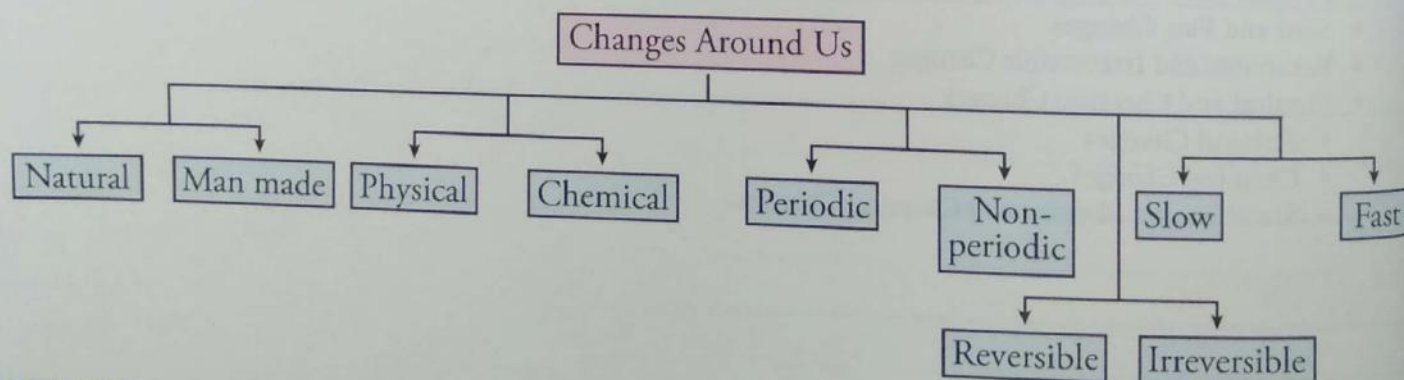 Changes Around Us
Natural
Man made
Physical
Chemical
Periodic
Non-
periodic
Slow
Fast
Reversible
Irreversible